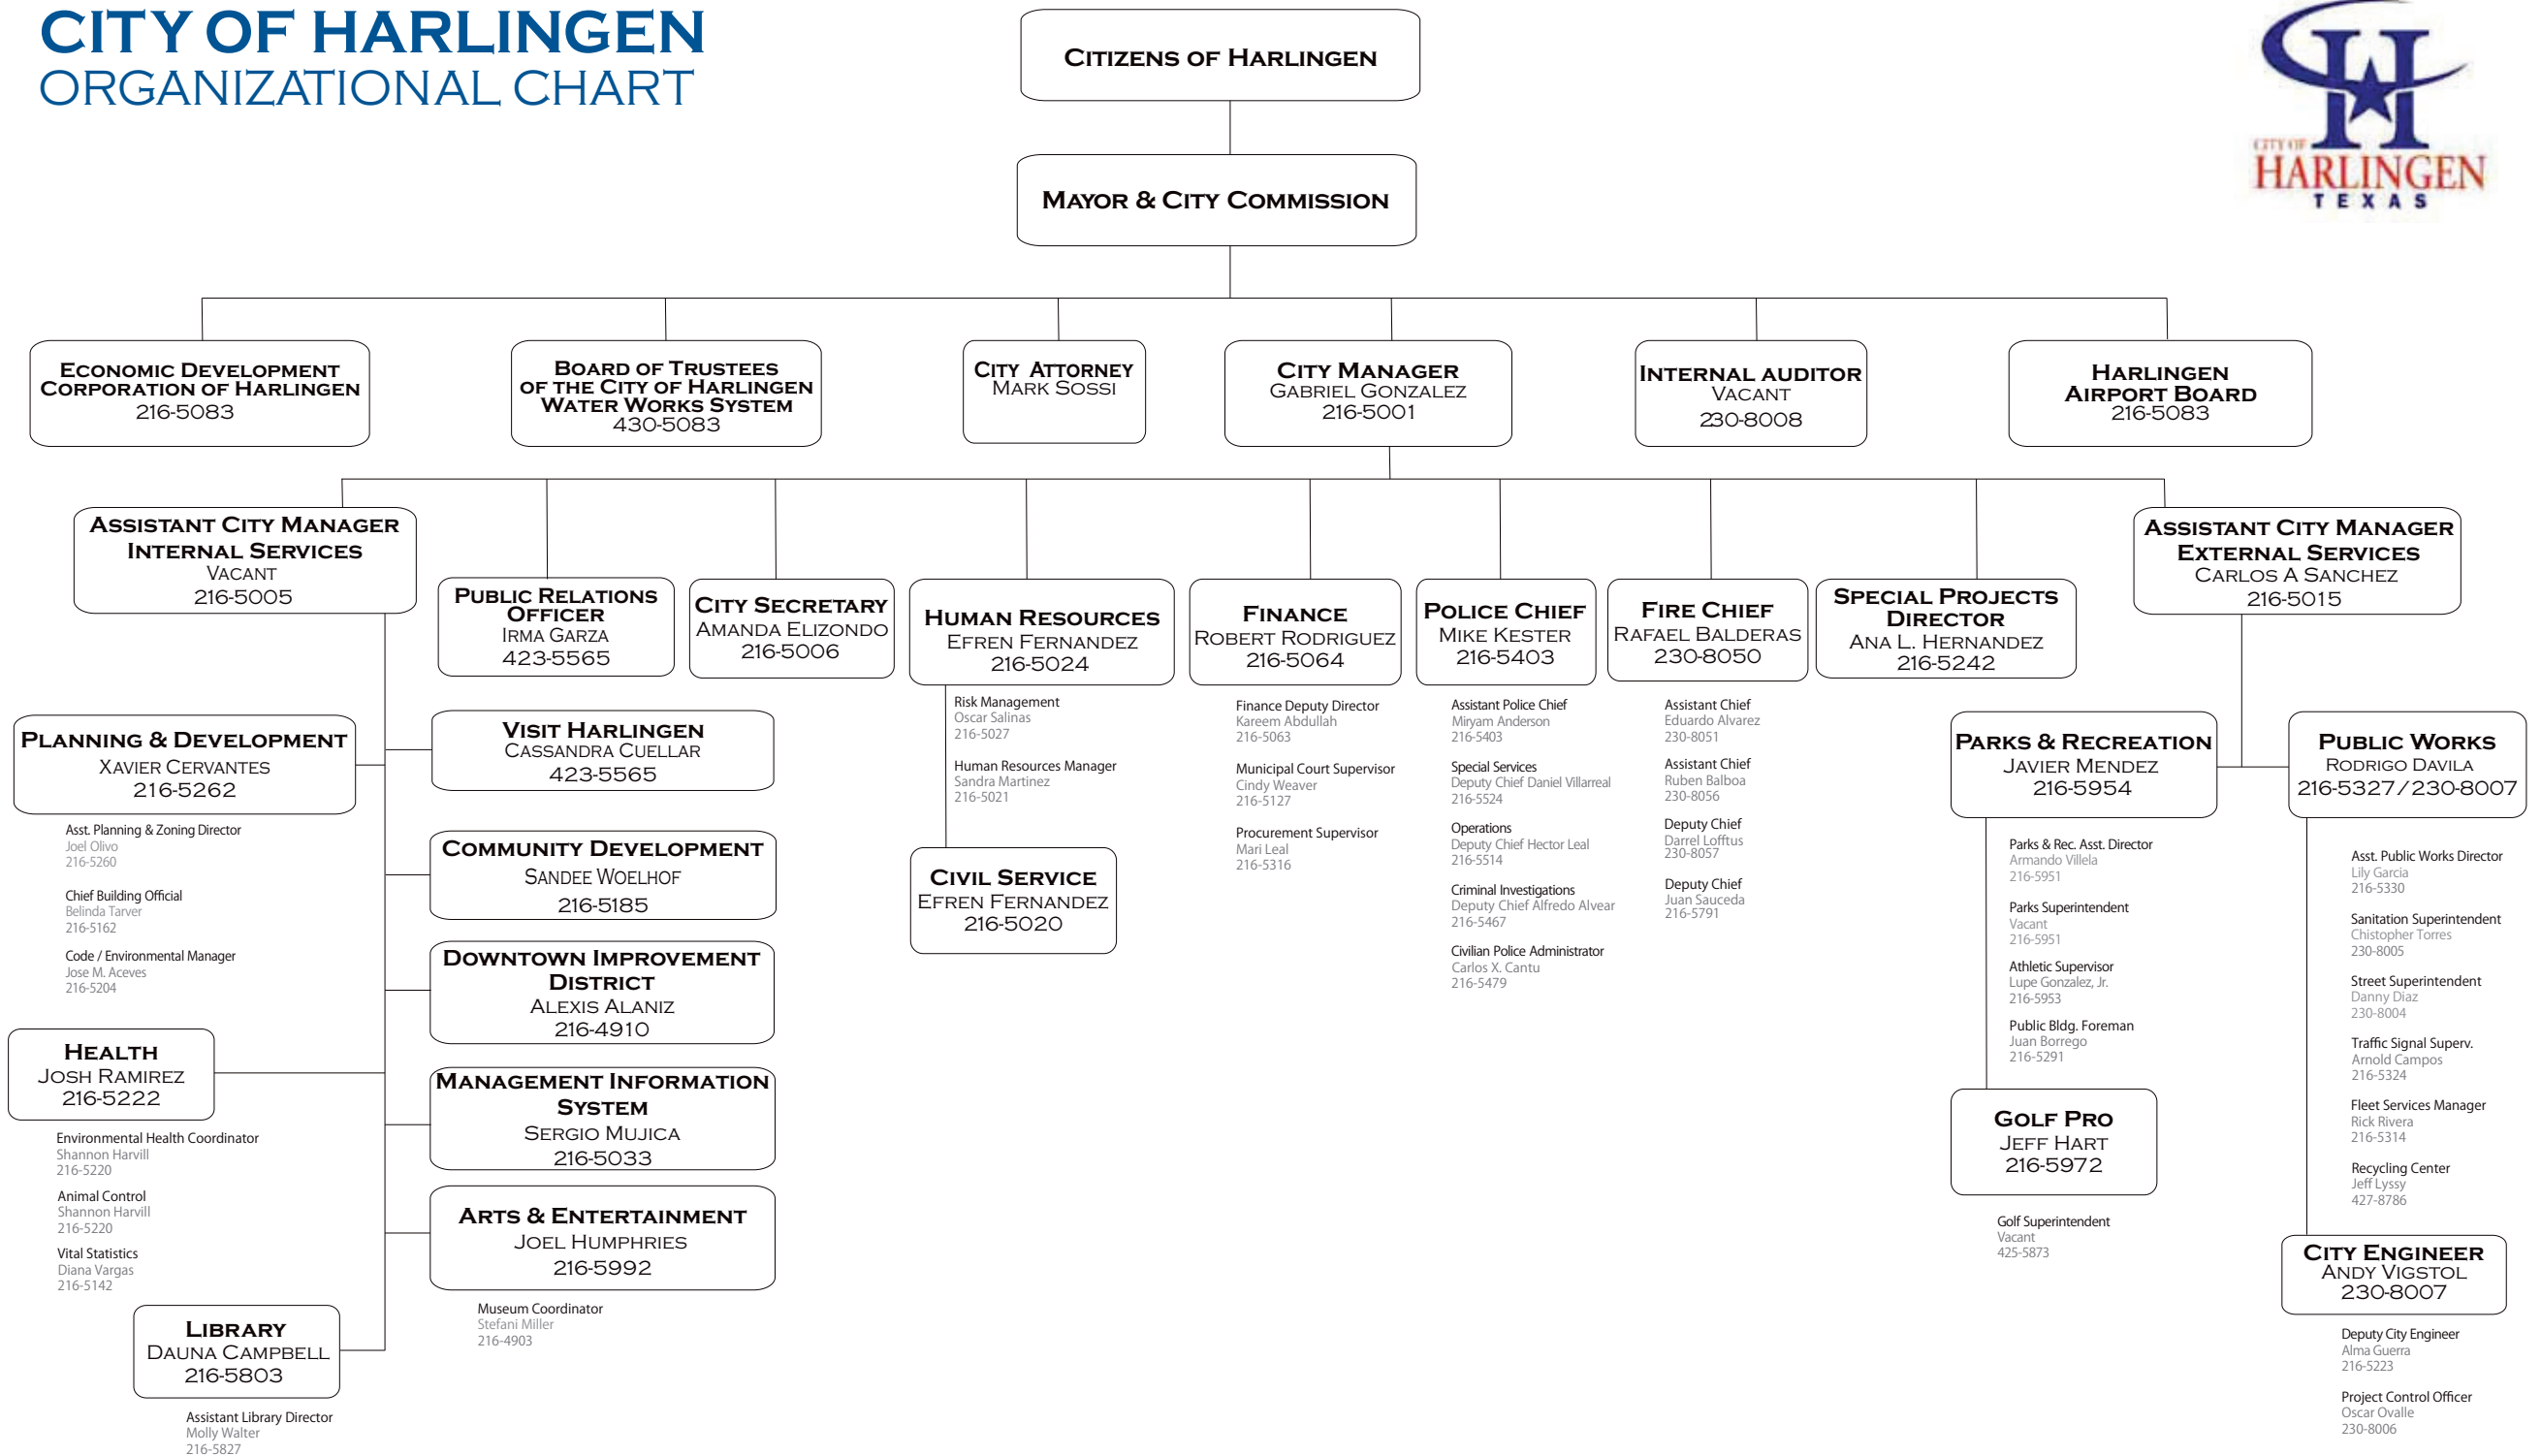 CITY OF HARLINGEN
ORGANIZATIONAL CHART
CITY OF
HARLINGEN
TEXAS
CITIZENS OF HARLINGEN
MAYOR & CITY COMMISSION
ECONOMIC DEVELOPMENT
CORPORATION OF HARLINGEN
216-5083
BOARD OF TRUSTEES
OF THE CITY OF HARLINGEN
WATER WORKS SYSTEM
430-5083
CITY ATTORNEY
MARK SOSSI
CITY MANAGER
GABRIEL GONZALEZ
216-5001
INTERNAL AUDITOR
VACANT
230-8008
HARLINGEN
AIRPORT BOARD
216-5083
ASSISTANT CITY MANAGER
INTERNAL SERVICES
VACANT
216-5005
PUBLIC RELATIONS
OFFICER
IRMA GARZA
423-5565
CITY SECRETARY
AMANDA ELIZONDO
216-5006
HUMAN RESOURCES
EFREN FERNANDEZ
216-5024
Risk Management
Oscar Salinas
216-5027
Human Resources Manager
Sandra Martinez
216-5021
CIVIL SERVICE
EFREN FERNANDEZ
216-5020
FINANCE
ROBERT RODRIGUEZ
216-5064
Finance Deputy Director
Kareem Abdullah
216-5063
Municipal Court Supervisor
Cindy Weaver
216-5127
Procurement Supervisor
Mari Leal
216-5316
POLICE CHIEF
MIKE KESTER
216-5403
Assistant Police Chief
Miryam Anderson
216-5403
Special Services
Deputy Chief Daniel Villarreal
216-5524
Operations
Deputy Chief Hector Leal
216-5514
Criminal Investigations
Deputy Chief Alfredo Alvear
216-5467
Civilian Police Administrator
Carlos X. Cantu
216-5479
FIRE CHIEF
RAFAEL BALDERAS
230-8050
Assistant Chief
Eduardo Alvarez
230-8051
Assistant Chief
Ruben Balboa
230-8056
Deputy Chief
Darrel Lofftus
230-8057
Deputy Chief
Juan Sauceda
216-5791
SPECIAL PROJECTS
DIRECTOR
ANA L. HERNANDEZ
216-5242
ASSISTANT CITY MANAGER
EXTERNAL SERVICES
CARLOS A SANCHEZ
216-5015
PLANNING & DEVELOPMENT
XAVIER CERVANTES
216-5262
Asst. Planning & Zoning Director
Joel Olivo
216-5260
Chief Building Official
Belinda Tarver
216-5162
Code / Environmental Manager
Jose M. Aceves
216-5204
HEALTH
JOSH RAMIREZ
216-5222
Environmental Health Coordinator
Shannon Harvill
216-5220
Animal Control
Shannon Harvill
216-5220
Vital Statistics
Diana Vargas
216-5142
LIBRARY
DAUNA CAMPBELL
216-5803
Assistant Library Director
Molly Walter
216-5827
VISIT HARLINGEN
CASSANDRA CUELLAR
423-5565
COMMUNITY DEVELOPMENT
SANDEE WOELHOF
216-5185
DOWNTOWN IMPROVEMENT
DISTRICT
ALEXIS ALANIZ
216-4910
MANAGEMENT INFORMATION
SYSTEM
SERGIO MUJICA
216-5033
ARTS & ENTERTAINMENT
JOEL HUMPHRIES
216-5992
Museum Coordinator
Stefani Miller
216-4903
PARKS & RECREATION
JAVIER MENDEZ
216-5954
Parks & Rec. Asst. Director
Armando Villela
216-5951
Parks Superintendent
Vacant
216-5951
Athletic Supervisor
Lupe Gonzalez, Jr.
216-5953
Public Bldg. Foreman
Juan Borrego
216-5291
GOLF PRO
JEFF HART
216-5972
Golf Superintendent
Vacant
425-5873
PUBLIC WORKS
RODRIGO DAVILA
216-5327/230-8007
Asst. Public Works Director
Lily Garcia
216-5330
Sanitation Superintendent
Chistopher Torres
230-8005
Street Superintendent
Danny Diaz
230-8004
Traffic Signal Superv.
Arnold Campos
216-5324
Fleet Services Manager
Rick Rivera
216-5314
Recycling Center
Jeff Lyssy
427-8786
CITY ENGINEER
ANDY VIGSTOL
230-8007
Deputy City Engineer
Alma Guerra
216-5223
Project Control Officer
Oscar Ovalle
230-8006